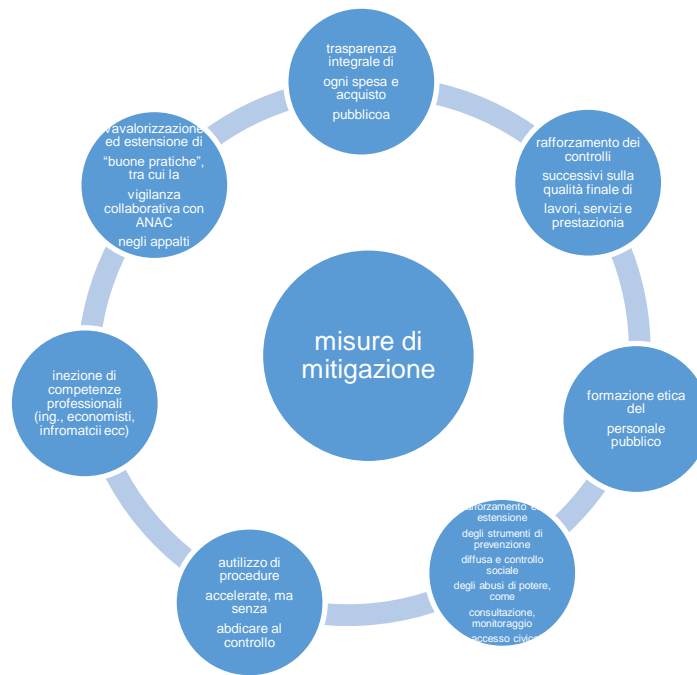 trasparenza
integrale di
ogni spesa e
acquisto
pubblicoa
rafforzamento dei
controlli
successivi sulla
qualità finale di
lavori, servizi e
prestazionia
formazione etica
del
personale
pubblico
estensione
degli strumenti di
prevenzione
diffusa e controllo
sociale
degli abusi di potere,
come
consultazione,
monitoraggio
accesso civico
autilizzo di
procedure
accelerate, ma
senza
abdicare al
controllo
inezione di
competenze
professionali
(ing., economisti,
infromatcii ecc)
vavalorizzazione
ed estensione di
“buone pratiche”,
tra cui la
vigilanza
collaborativa con
ANAC
negli appalti
misure di
mitigazione